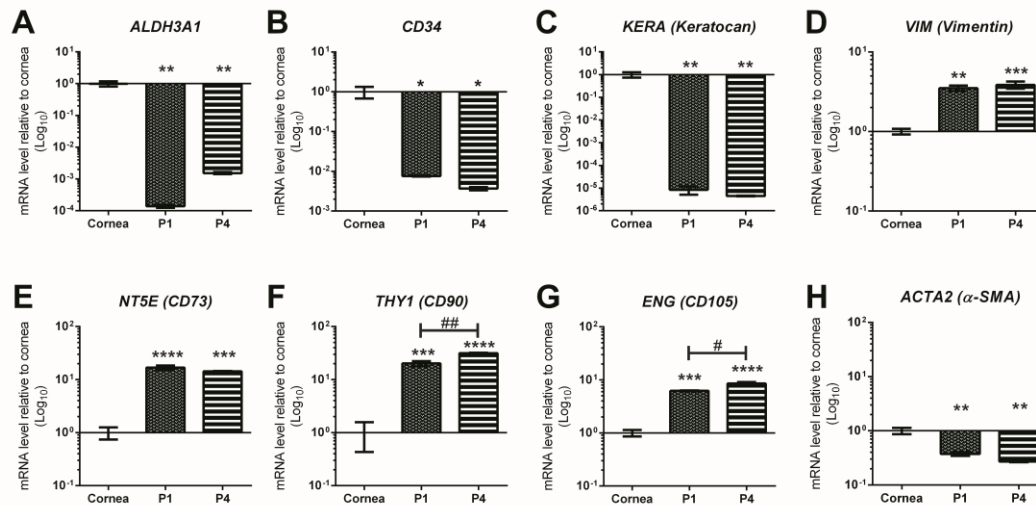 A
ALDH3A1
mRNA level relative to cornea
(Log₁₀)
10¹
10⁰
10⁻¹
10⁻²
10⁻³
10⁻⁴
**
**
Cornea P1 P4
B
CD34
mRNA level relative to cornea
(Log₁₀)
10¹
10⁰
10⁻¹
10⁻²
10⁻³
*
*
Cornea P1 P4
C
KERA (Keratocan)
mRNA level relative to cornea
(Log₁₀)
10¹
10⁰
10⁻¹
10⁻²
10⁻³
10⁻⁴
10⁻⁵
10⁻⁶
**
**
Cornea P1 P4
D
VIM (Vimentin)
mRNA level relative to cornea
(Log₁₀)
10¹
10⁰
10⁻¹
**
***
Cornea P1 P4
E
NT5E (CD73)
mRNA level relative to cornea
(Log₁₀)
10²
10¹
10⁰
10⁻¹
****
***
Cornea P1 P4
F
THY1 (CD90)
mRNA level relative to cornea
(Log₁₀)
10²
10¹
10⁰
10⁻¹
##
***
****
Cornea P1 P4
G
ENG (CD105)
mRNA level relative to cornea
(Log₁₀)
10²
10¹
10⁰
10⁻¹
#
***
****
Cornea P1 P4
H
ACTA2 (α-SMA)
mRNA level relative to cornea
(Log₁₀)
10²
10¹
10⁰
10⁻¹
**
**
Cornea P1 P4